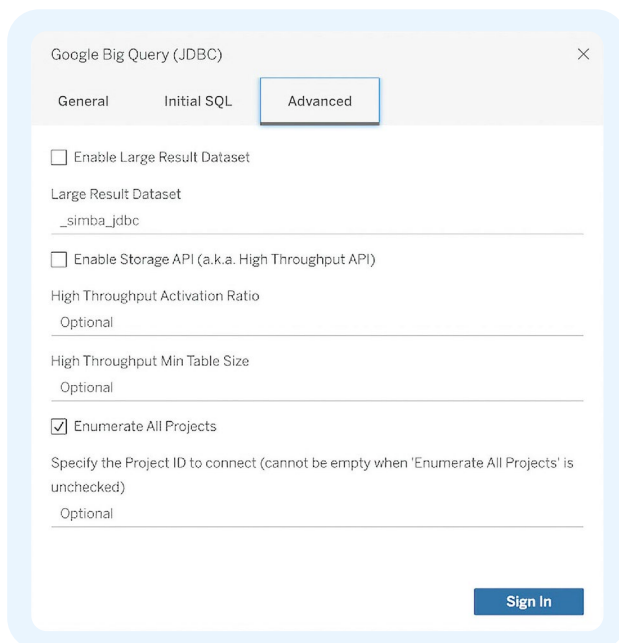 Google Big Query (JDBC)
General
Initial SQL
Advanced
Enable Large Result Dataset
Large Result Dataset
_simba_jdbc
Enable Storage API (a.k.a. High Throughput API)
High Throughput Activation Ratio
Optional
High Throughput Min Table Size
Optional
Enumerate All Projects
Specify the Project ID to connect (cannot be empty when 'Enumerate All Projects' is
unchecked)
Optional
Sign In